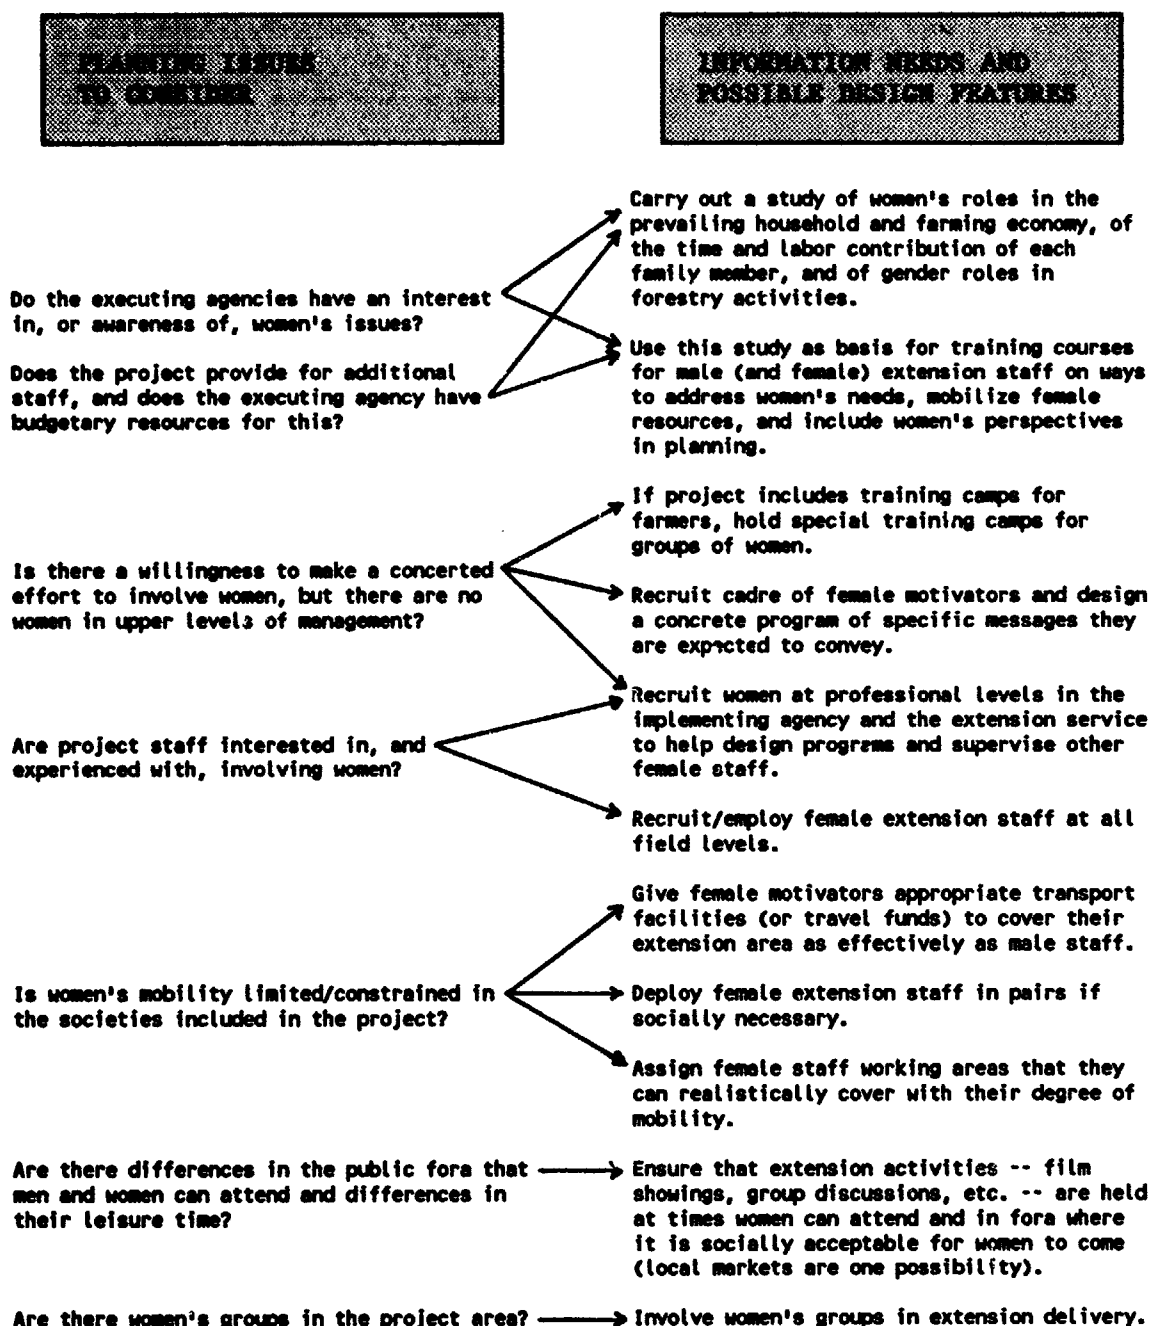 PLANNING ISSUES
TO CONSIDER
INFORMATION NEEDS AND
POSSIBLE DESIGN FEATURES
Do the executing agencies have an interest
in, or awareness of, women's issues?
Does the project provide for additional
staff, and does the executing agency have
budgetary resources for this?
Carry out a study of women's roles in the
prevailing household and farming economy, of
the time and labor contribution of each
family member, and of gender roles in
forestry activities.
Use this study as basis for training courses
for male (and female) extension staff on ways
to address women's needs, mobilize female
resources, and include women's perspectives
in planning.
Is there a willingness to make a concerted
effort to involve women, but there are no
women in upper levels of management?
If project includes training camps for
farmers, hold special training camps for
groups of women.
Recruit cadre of female motivators and design
a concrete program of specific messages they
are expected to convey.
Are project staff interested in, and
experienced with, involving women?
Recruit women at professional levels in the
implementing agency and the extension service
to help design programs and supervise other
female staff.
Recruit/employ female extension staff at all
field levels.
Is women's mobility limited/constrained in
the societies included in the project?
Give female motivators appropriate transport
facilities (or travel funds) to cover their
extension area as effectively as male staff.
Deploy female extension staff in pairs if
socially necessary.
Assign female staff working areas that they
can realistically cover with their degree of
mobility.
Are there differences in the public fora that
men and women can attend and differences in
their leisure time?
Ensure that extension activities -- film
showings, group discussions, etc. -- are held
at times women can attend and in fora where
it is socially acceptable for women to come
(local markets are one possibility).
Are there women's groups in the project area?
Involve women's groups in extension delivery.